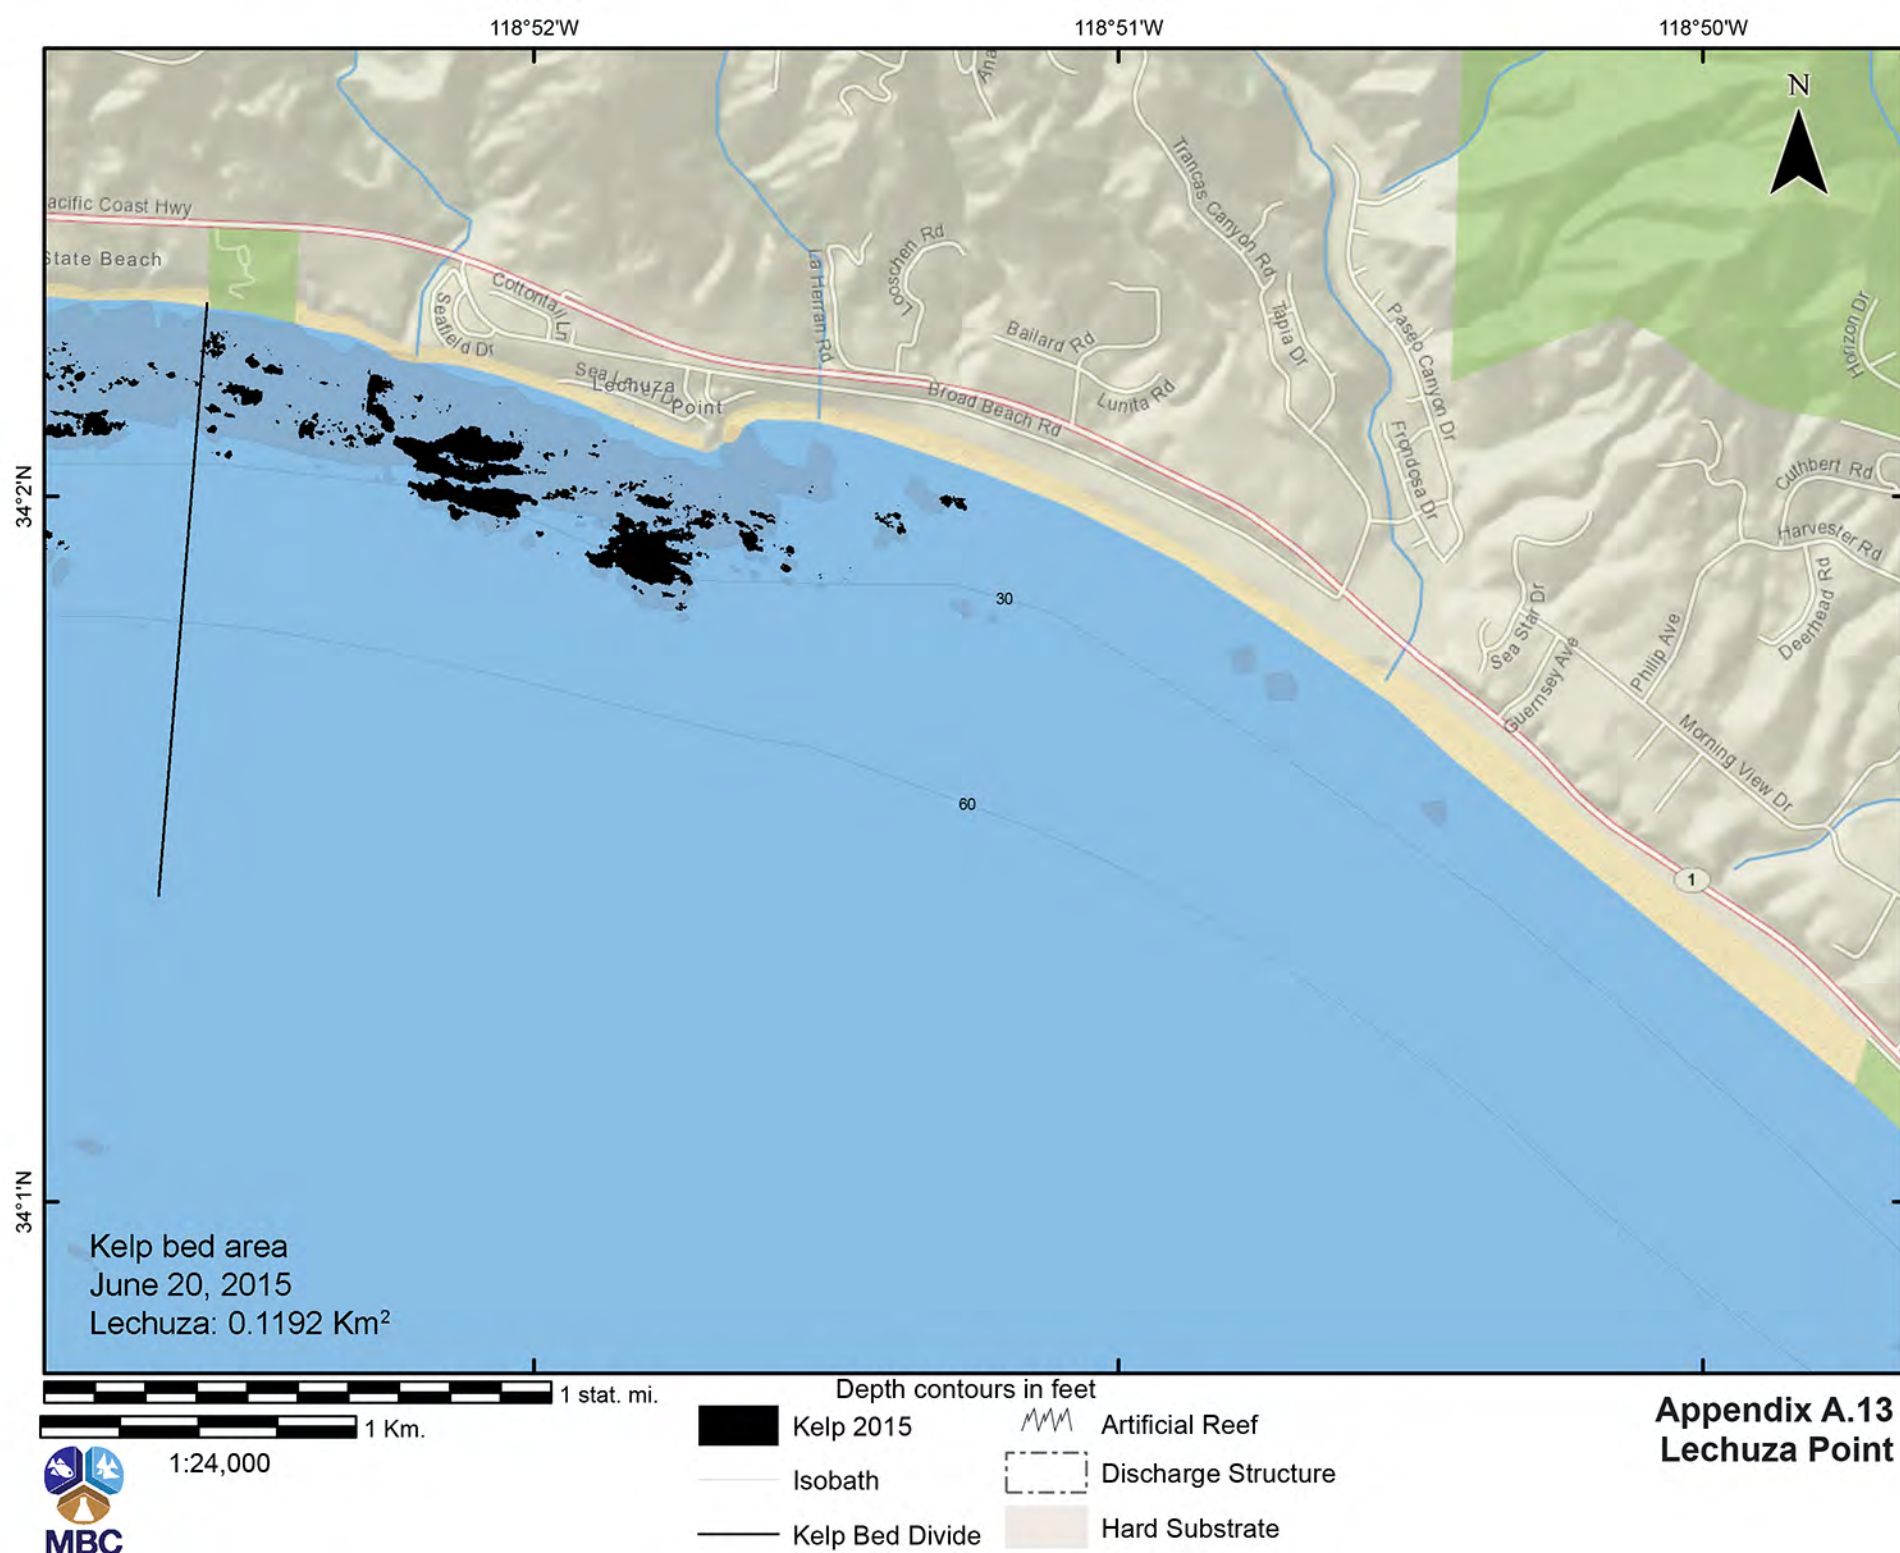 118°52'W
118°51'W
118°50'W
N
Ana
acific Coast Hwy
State Beach
Trancas Canyon Rd
Looschen Rd
La Herran Rd
Cottontail Ln
Seafield Dr
Sea Level Dr
Lechuza
Point
Broad Beach Rd
Bailard Rd
Lunita Rd
Tapia Dr
Paseo Canyon Dr
Frondosa Dr
Horizon Dr
Cuthbert Rd
Harvester Rd
Deerhead Rd
Philip Ave
Sea Star Dr
Guernsey Ave
Morning View Dr
1
30
60
34°2'N
34°1'N
Kelp bed area
June 20, 2015
Lechuza: 0.1192 Km²
1 stat. mi.
1 Km.
1:24,000
MBC
Depth contours in feet
Kelp 2015
Isobath
Kelp Bed Divide
Artificial Reef
Discharge Structure
Hard Substrate
Appendix A.13
Lechuza Point